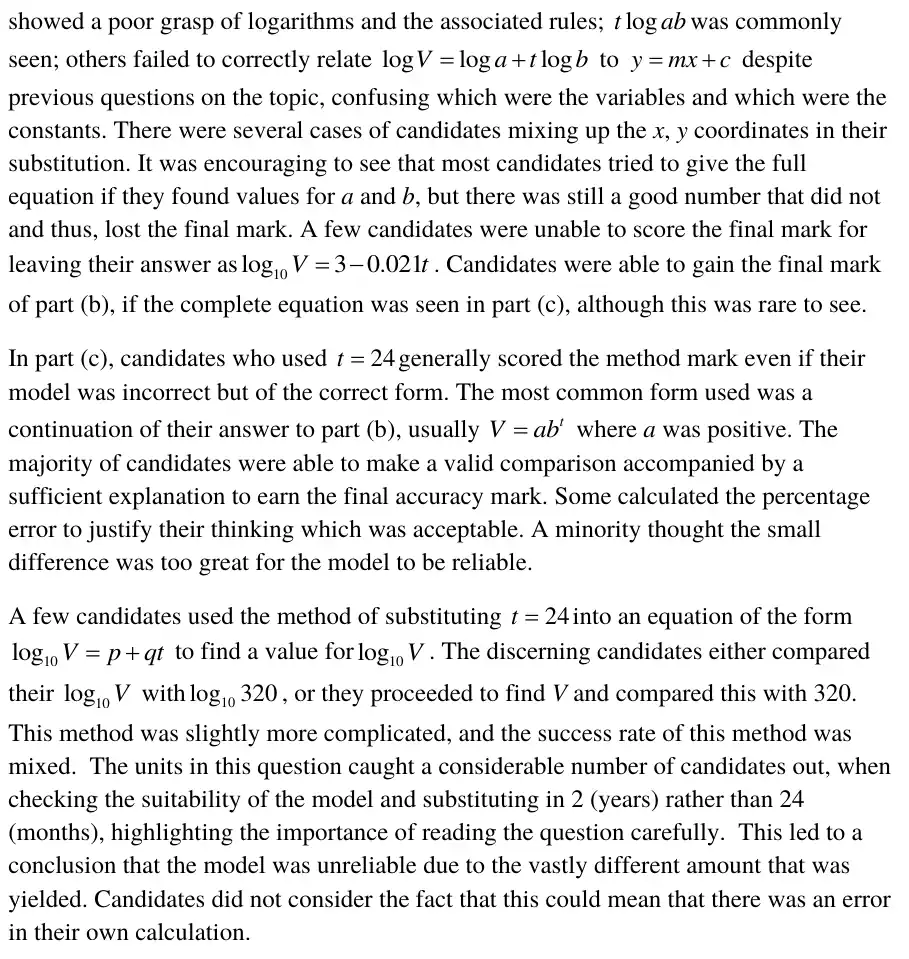 showed a poor grasp of logarithms and the associated rules; t log ab was commonly
seen; others failed to correctly relate log V = log a + t log b to y = mx + c despite
previous questions on the topic, confusing which were the variables and which were the
constants. There were several cases of candidates mixing up the x, y coordinates in their
substitution. It was encouraging to see that most candidates tried to give the full
equation if they found values for a and b, but there was still a good number that did not
and thus, lost the final mark. A few candidates were unable to score the final mark for
leaving their answer as log₁₀ V = 3 − 0.021t . Candidates were able to gain the final mark
of part (b), if the complete equation was seen in part (c), although this was rare to see.
In part (c), candidates who used t = 24 generally scored the method mark even if their
model was incorrect but of the correct form. The most common form used was a
continuation of their answer to part (b), usually V = abᵗ where a was positive. The
majority of candidates were able to make a valid comparison accompanied by a
sufficient explanation to earn the final accuracy mark. Some calculated the percentage
error to justify their thinking which was acceptable. A minority thought the small
difference was too great for the model to be reliable.
A few candidates used the method of substituting t = 24 into an equation of the form
log₁₀ V = p + qt to find a value for log₁₀ V . The discerning candidates either compared
their log₁₀ V with log₁₀ 320 , or they proceeded to find V and compared this with 320.
This method was slightly more complicated, and the success rate of this method was
mixed. The units in this question caught a considerable number of candidates out, when
checking the suitability of the model and substituting in 2 (years) rather than 24
(months), highlighting the importance of reading the question carefully. This led to a
conclusion that the model was unreliable due to the vastly different amount that was
yielded. Candidates did not consider the fact that this could mean that there was an error
in their own calculation.